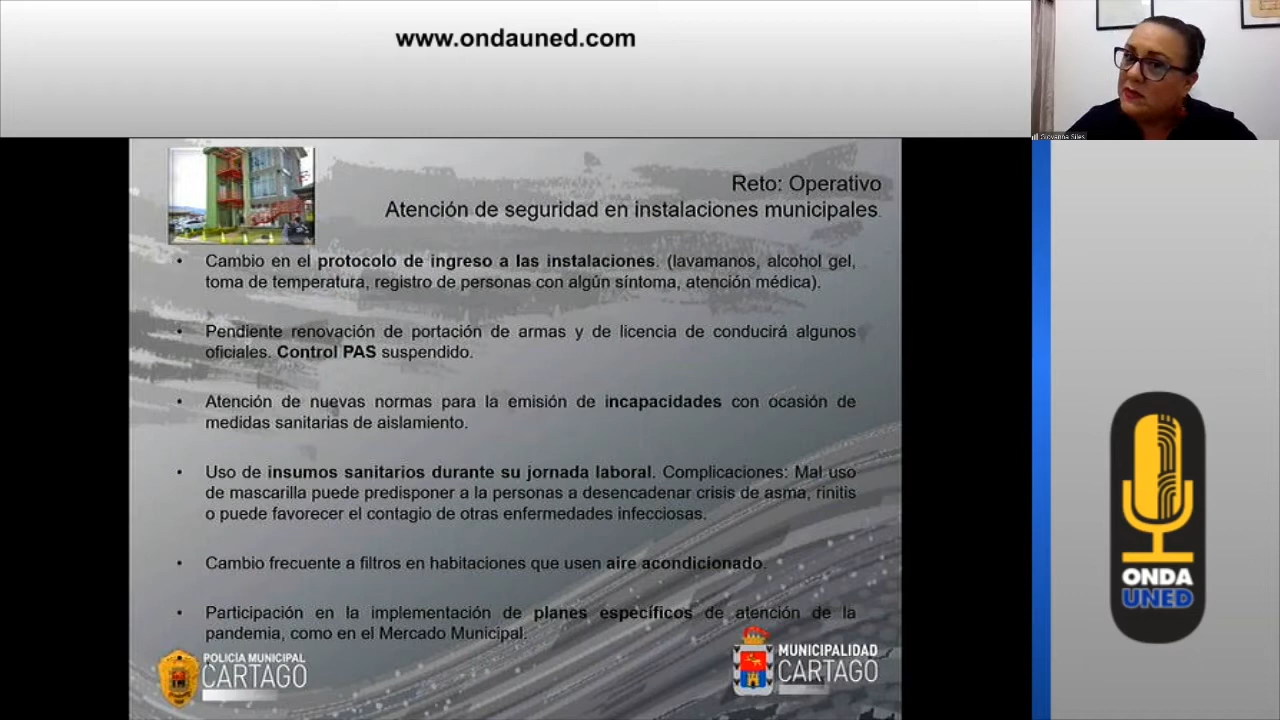 www.ondauned.com
Giovanna Siles
Reto: Operativo
Atención de seguridad en instalaciones municipales.
• Cambio en el protocolo de ingreso a las instalaciones. (lavamanos, alcohol gel,
toma de temperatura, registro de personas con algún síntoma, atención médica).
• Pendiente renovación de portación de armas y de licencia de conducirá algunos
oficiales. Control PAS suspendido.
• Atención de nuevas normas para la emisión de incapacidades con ocasión de
medidas sanitarias de aislamiento.
• Uso de insumos sanitarios durante su jornada laboral. Complicaciones: Mal uso
de mascarilla puede predisponer a la personas a desencadenar crisis de asma, rinitis
o puede favorecer el contagio de otras enfermedades infecciosas.
• Cambio frecuente a filtros en habitaciones que usen aire acondicionado.
• Participación en la implementación de planes específicos de atención de la
pandemia, como en el Mercado Municipal.
POLICÍA MUNICIPAL
CARTAGO
MUNICIPALIDAD
CARTAGO
ONDA
UNED